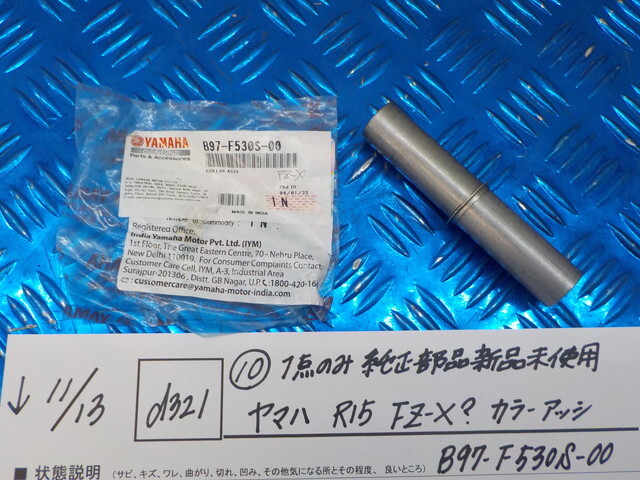 YAMAHA
GENUINE
Parts & Accessories
B97-F530S-00
COLLAR ASSY
FZ-X
04/01/22
1 N
MADE IN INDIA
Commodity : 1 N
Registered Office:
India Yamaha Motor Pvt. Ltd. (IYM)
1st Floor, The Great Eastern Centre, 70 - Nehru Place,
New Delhi 110019. For Consumer Complaints Contact
Customer Care Cell, IYM, A-3, Industrial Area
Surajpur-201306, Distt. GB Nagar, U.P. 1800-420-16
customercare@yamaha-motor-india.com
↓ 11/13 d321
⑩ 1点のみ 純正部品新品未使用
ヤマハ R15 FZ-X? カラーアッシ
B97-F530S-00
■ 状態説明 (サビ、キズ、ワレ、曲がり、切れ、凹み、その他気になる所とその程度、良いところ)